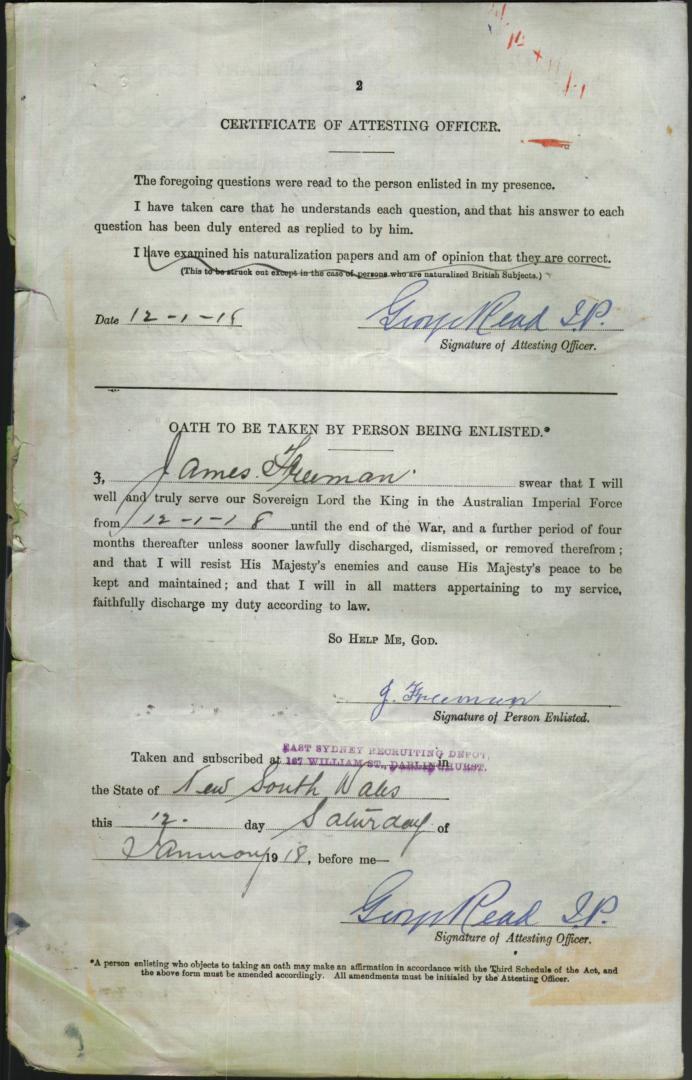 2
CERTIFICATE OF ATTESTING OFFICER.
The foregoing questions were read to the person enlisted in my presence.
I have taken care that he understands each question, and that his answer to each
question has been duly entered as replied to by him.
I have examined his naturalization papers and am of opinion that they are correct.
(This to be struck out except in the case of persons who are naturalized British Subjects.)
Date 12-1-18 George Read J.P.
Signature of Attesting Officer.
OATH TO BE TAKEN BY PERSON BEING ENLISTED.*
I, James Freeman swear that I will
well and truly serve our Sovereign Lord the King in the Australian Imperial Force
from 12-1-18 until the end of the War, and a further period of four
months thereafter unless sooner lawfully discharged, dismissed, or removed therefrom;
and that I will resist His Majesty's enemies and cause His Majesty's peace to be
kept and maintained; and that I will in all matters appertaining to my service,
faithfully discharge my duty according to law.
SO HELP ME, GOD.
J. Freeman
Signature of Person Enlisted.
EAST SYDNEY RECRUITING DEPOT,
Taken and subscribed at 167 WILLIAM ST., DARLINGHURST. in
the State of New South Wales
this 12. day Saturday of
January 1918, before me—
George Read J.P.
Signature of Attesting Officer.
*A person enlisting who objects to taking an oath may make an affirmation in accordance with the Third Schedule of the Act, and
the above form must be amended accordingly. All amendments must be initialed by the Attesting Officer.